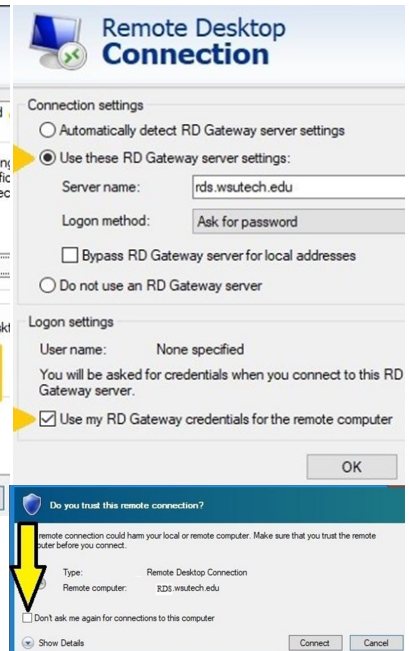 Remote Desktop
Connection
Connection settings
Automatically detect RD Gateway server settings
Use these RD Gateway server settings:
Server name: rds.wsutech.edu
Logon method: Ask for password
Bypass RD Gateway server for local addresses
Do not use an RD Gateway server
Logon settings
User name: None specified
You will be asked for credentials when you connect to this RD
Gateway server.
Use my RD Gateway credentials for the remote computer
OK
Do you trust this remote connection?
remote connection could harm your local or remote computer. Make sure that you trust the remote
before you connect.
Type: Remote Desktop Connection
Remote computer: RDS.wsutech.edu
Don't ask me again for connections to this computer
Show Details
Connect Cancel